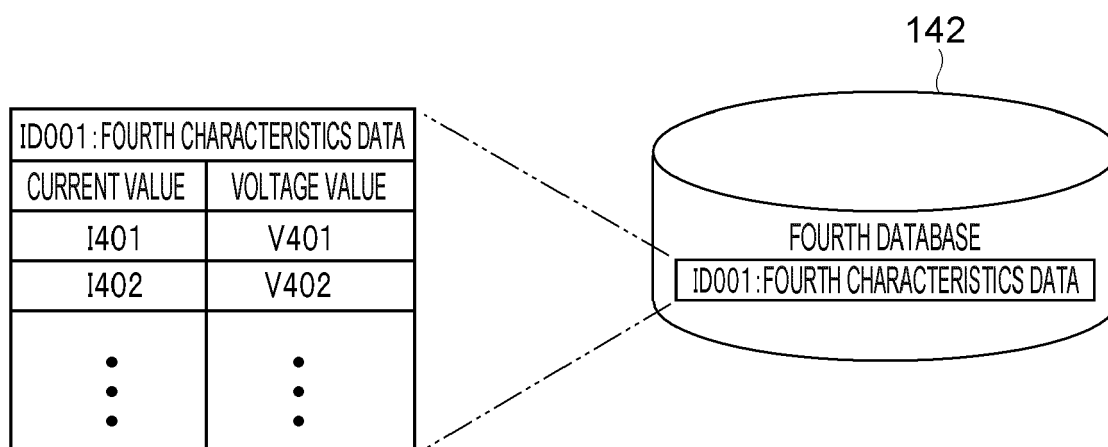 142
ID001:FOURTH CHARACTERISTICS DATA
CURRENT VALUE VOLTAGE VALUE
I401 V401
I402 V402
FOURTH DATABASE
ID001:FOURTH CHARACTERISTICS DATA